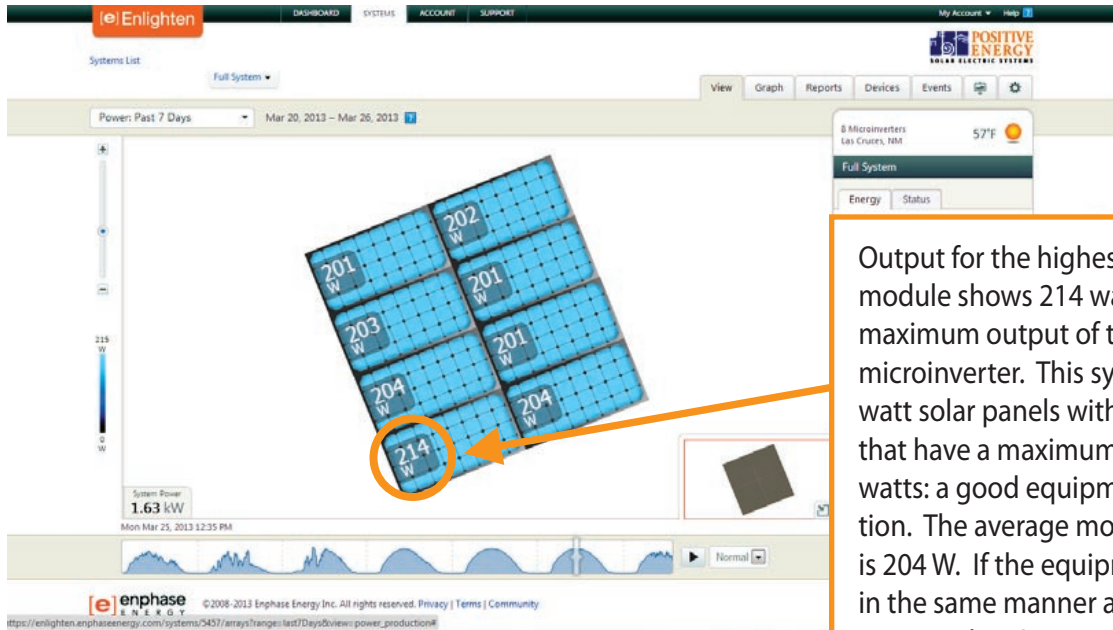 [e] Enlighten
DASHBOARD SYSTEMS ACCOUNT SUPPORT
My Account Help ?
POSITIVE
ENERGY
SOLAR ELECTRIC SYSTEMS
Systems List
Full System
View Graph Reports Devices Events
Power: Past 7 Days Mar 20, 2013 – Mar 26, 2013 ?
8 Microinverters
Las Cruces, NM
57°F
Full System
Energy Status
215
W
0
W
202
W
201
W
201
W
203
W
201
W
204
W
204
W
214
W
System Power
1.63 kW
Mon Mar 25, 2013 12:35 PM
Normal
[e] enphase
ENERGY
©2008-2013 Enphase Energy Inc. All rights reserved. Privacy | Terms | Community
ttps://enlighten.enphaseenergy.com/systems/5457/arrays?range=last7Days&view=power_production#
Output for the highes
module shows 214 wa
maximum output of t
microinverter. This sy
watt solar panels with
that have a maximum
watts: a good equipm
tion. The average mo
is 204 W. If the equipr
in the same manner a